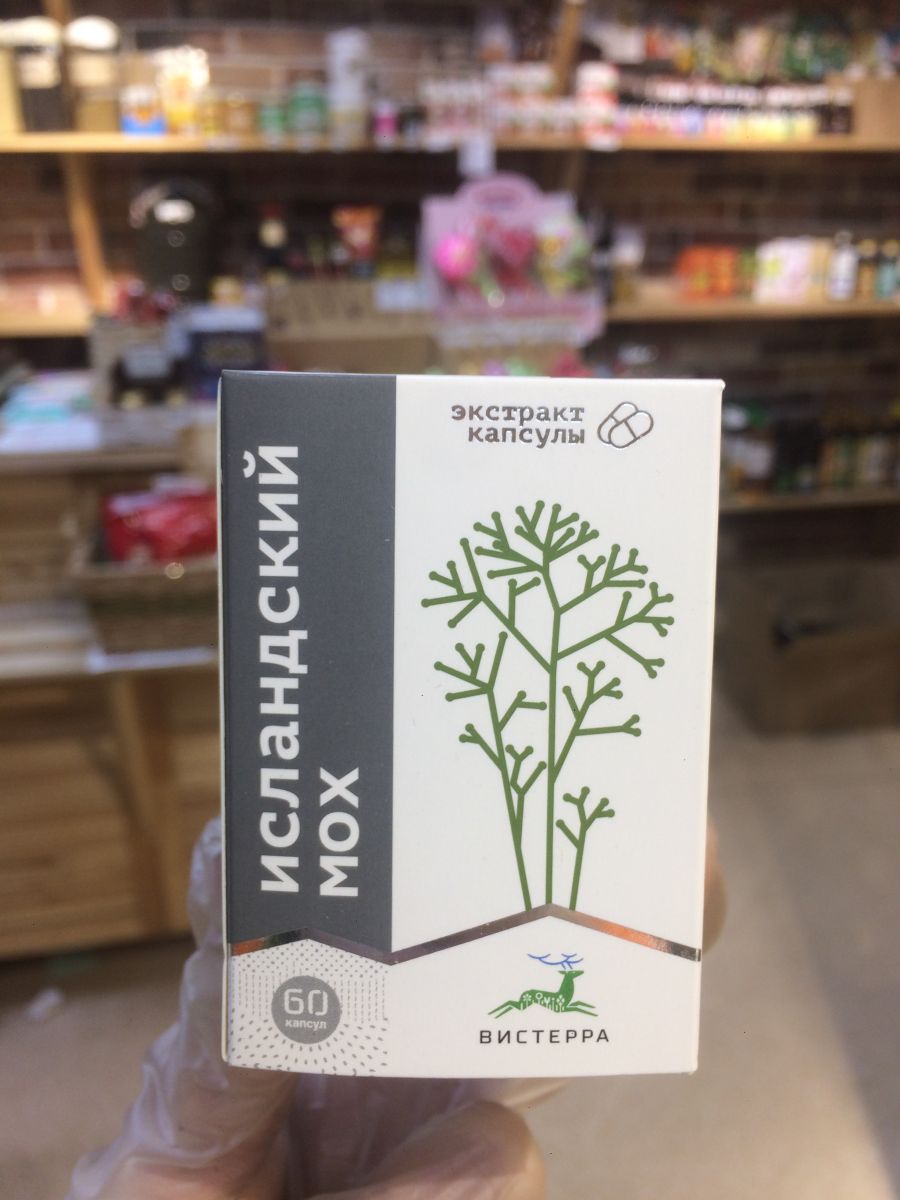 экстракт
капсулы
исландский
мох
60
капсул
ВИСТЕРРА